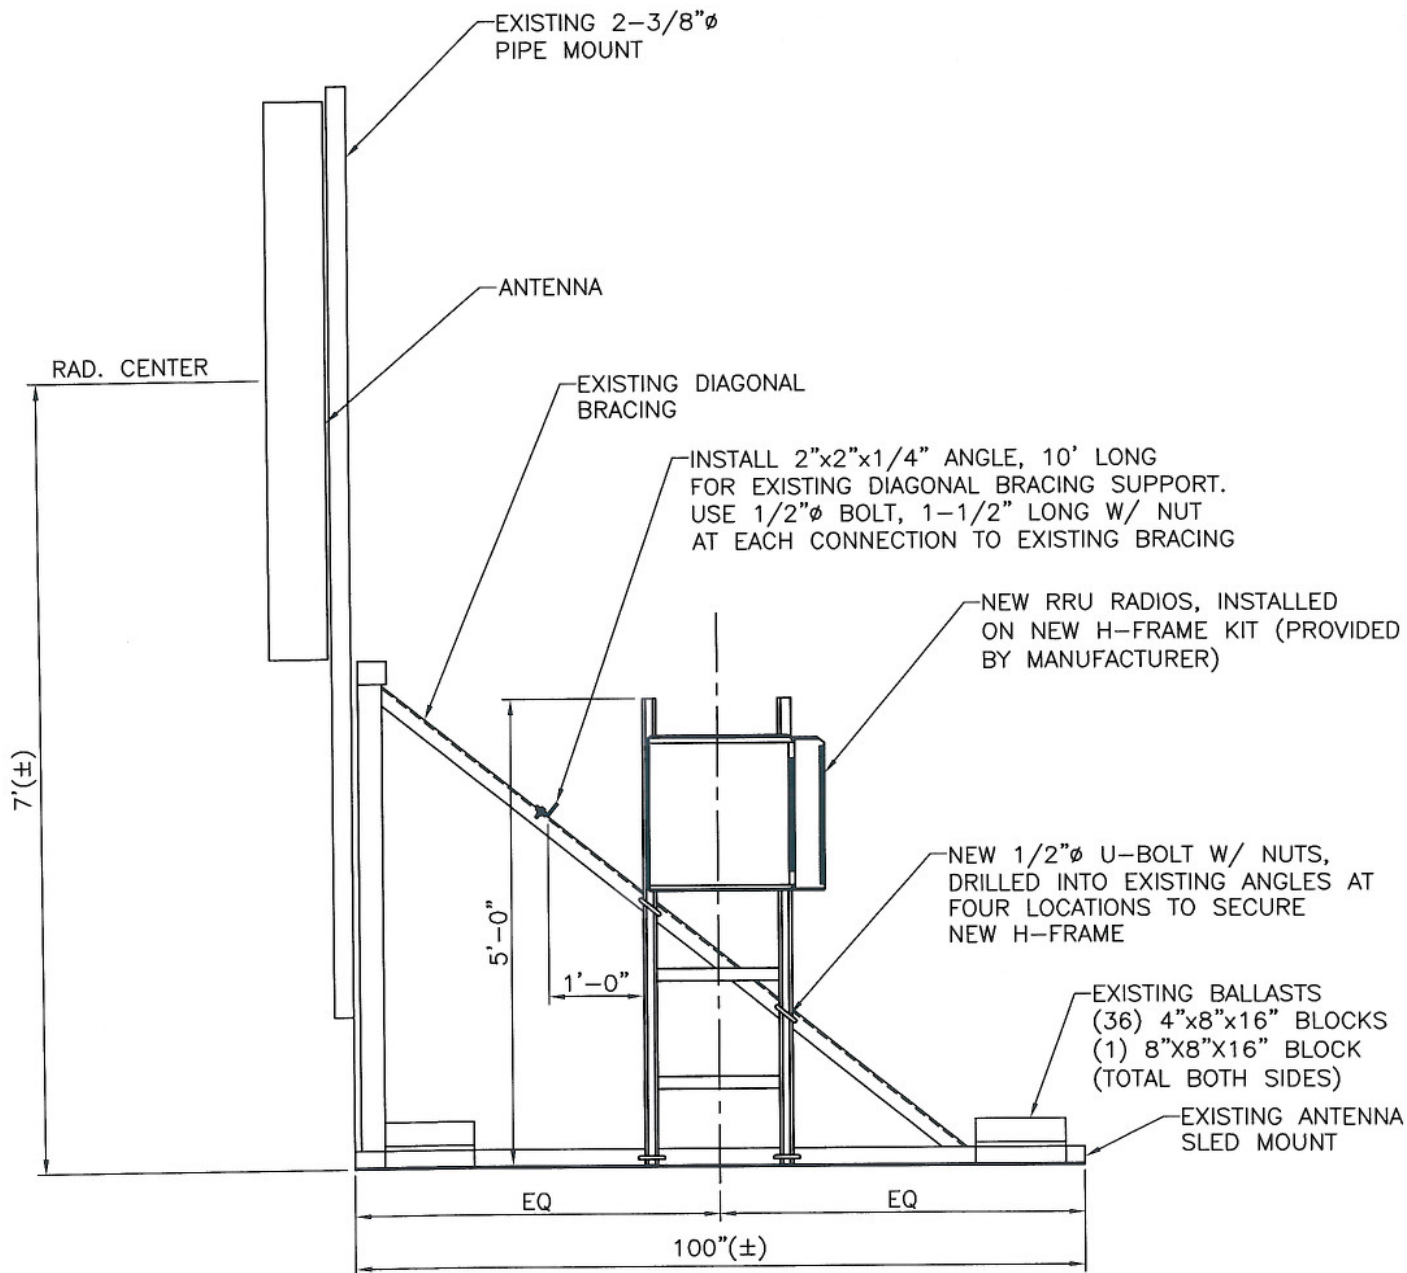 EXISTING 2-3/8"ø
PIPE MOUNT
ANTENNA
RAD. CENTER
EXISTING DIAGONAL
BRACING
INSTALL 2"x2"x1/4" ANGLE, 10' LONG
FOR EXISTING DIAGONAL BRACING SUPPORT.
USE 1/2"ø BOLT, 1-1/2" LONG W/ NUT
AT EACH CONNECTION TO EXISTING BRACING
NEW RRU RADIOS, INSTALLED
ON NEW H-FRAME KIT (PROVIDED
BY MANUFACTURER)
7'(±)
5'-0"
1'-0"
NEW 1/2"ø U-BOLT W/ NUTS,
DRILLED INTO EXISTING ANGLES AT
FOUR LOCATIONS TO SECURE
NEW H-FRAME
EXISTING BALLASTS
(36) 4"x8"x16" BLOCKS
(1) 8"X8"X16" BLOCK
(TOTAL BOTH SIDES)
EXISTING ANTENNA
SLED MOUNT
EQ
EQ
100"(±)